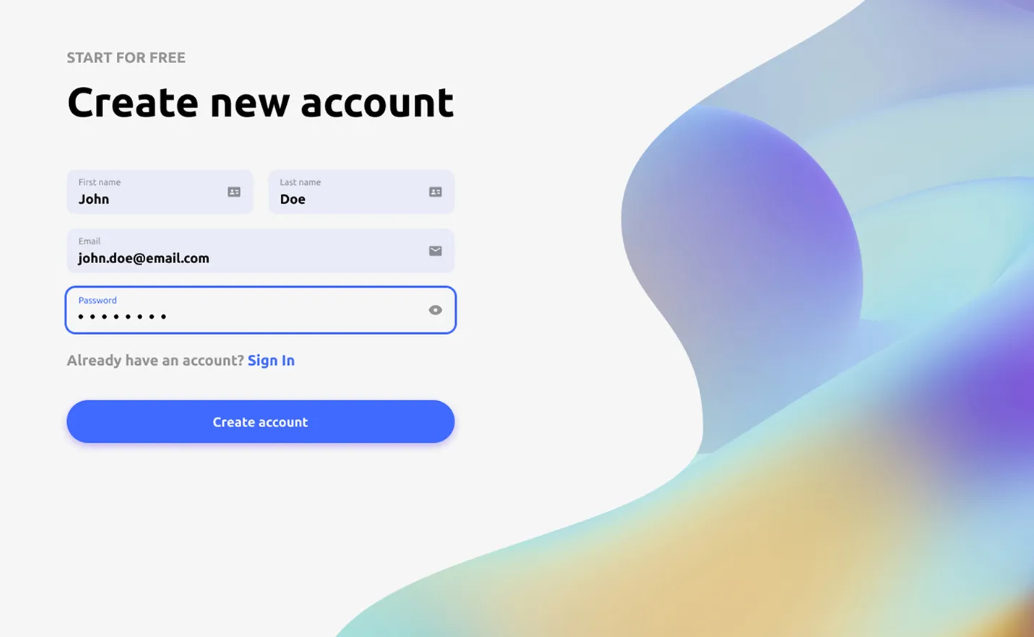 START FOR FREE
Create new account
First name
Last name
John
Doe
Email
john.doe@email.com
Password
••••••••
Already have an account? Sign In
Create account